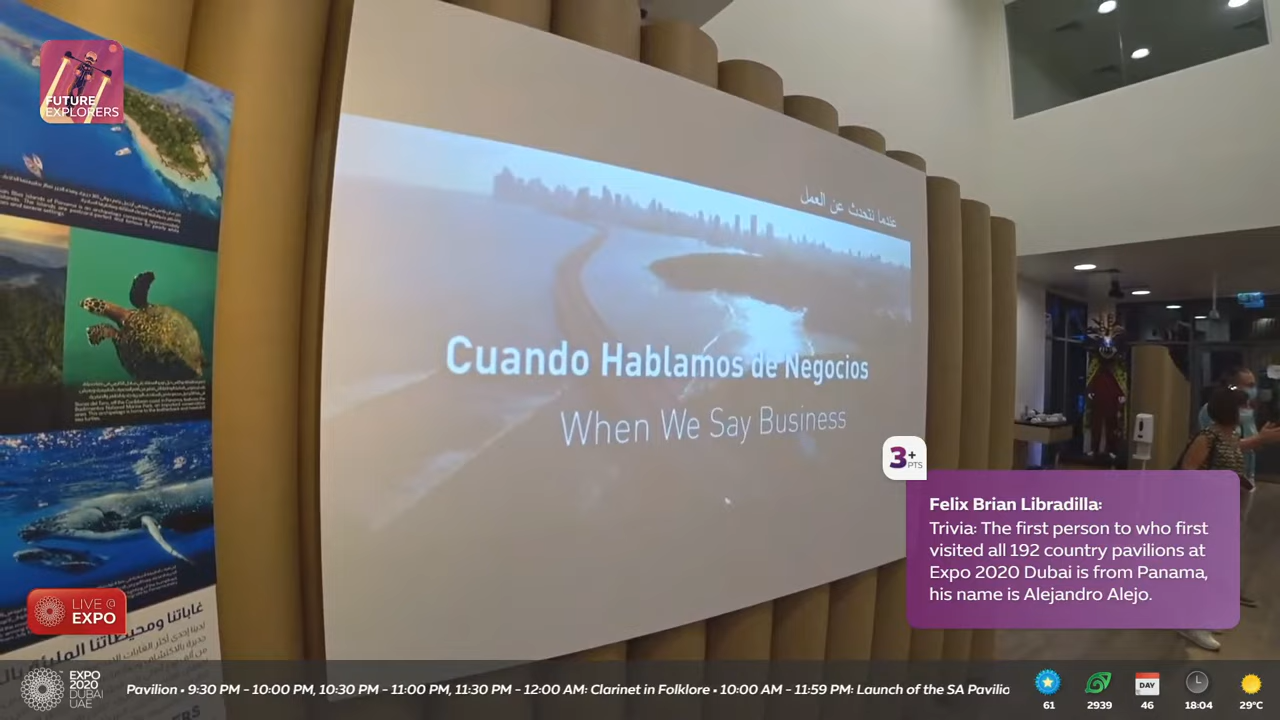 FUTURE
EXPLORERS
عندما نتحدث عن العمل
Cuando Hablamos de Negocios
When We Say Business
3+
PTS
Felix Brian Libradilla:
Trivia: The first person to who first
visited all 192 country pavilions at
Expo 2020 Dubai is from Panama,
his name is Alejandro Alejo.
LIVE @
EXPO
غاباتنا ومحيطاتنا المليئة
EXPO
2020
DUBAI
UAE
Pavilion • 9:30 PM - 10:00 PM, 10:30 PM - 11:00 PM, 11:30 PM - 12:00 AM: Clarinet in Folklore • 10:00 AM - 11:59 PM: Launch of the SA Pavilio
61
2939
DAY
46
18:04
29°C